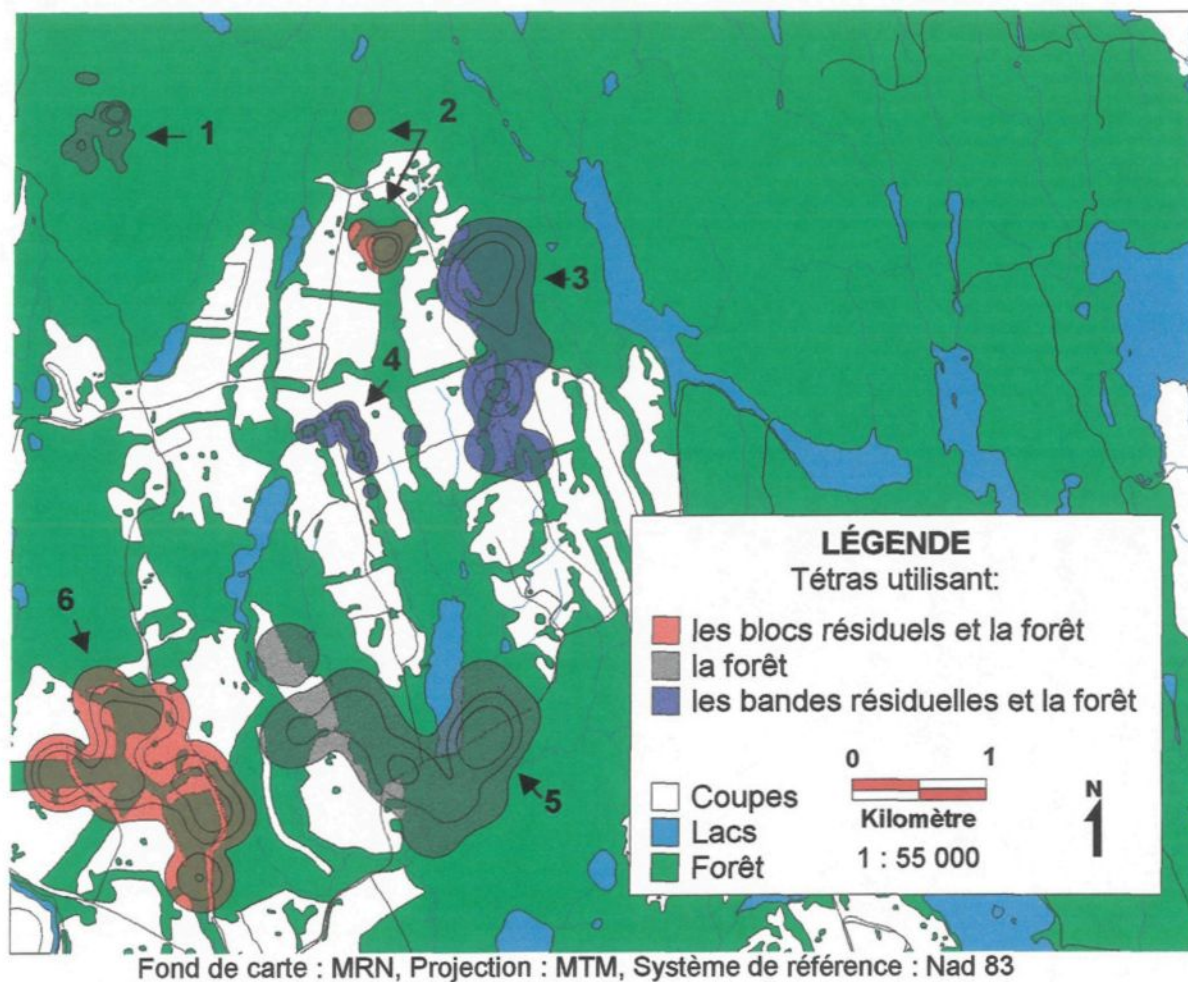 1
2
3
4
6
5
LÉGENDE
Tétras utilisant:
les blocs résiduels et la forêt
la forêt
les bandes résiduelles et la forêt
0 1
Kilomètre
1 : 55 000
N
Coupes
Lacs
Forêt
Fond de carte : MRN, Projection : MTM, Système de référence : Nad 83